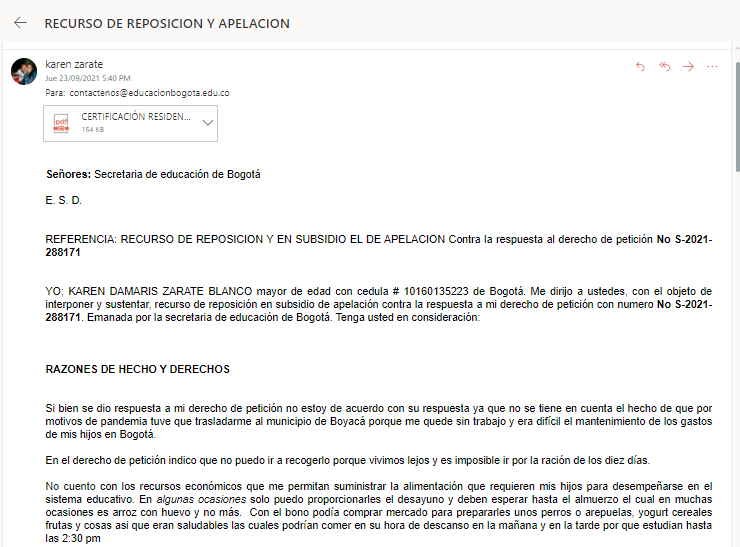 RECURSO DE REPOSICION Y APELACION
karen zarate
Jue 23/09/2021 5:40 PM
Para: contactenos@educacionbogota.edu.co
CERTIFICACIÓN RESIDEN...
154 KB
Señores: Secretaria de educación de Bogotá
E. S. D.
REFERENCIA: RECURSO DE REPOSICION Y EN SUBSIDIO EL DE APELACION Contra la respuesta al derecho de petición No S-2021-
288171
YO; KAREN DAMARIS ZARATE BLANCO mayor de edad con cedula # 10160135223 de Bogotá. Me dirijo a ustedes, con el objeto de
interponer y sustentar, recurso de reposición en subsidio de apelación contra la respuesta a mi derecho de petición con numero No S-2021-
288171. Emanada por la secretaria de educación de Bogotá. Tenga usted en consideración:
RAZONES DE HECHO Y DERECHOS
Si bien se dio respuesta a mi derecho de petición no estoy de acuerdo con su respuesta ya que no se tiene en cuenta el hecho de que por
motivos de pandemia tuve que trasladarme al municipio de Boyacá porque me quede sin trabajo y era difícil el mantenimiento de los gastos
de mis hijos en Bogotá.
En el derecho de petición indico que no puedo ir a recogerlo porque vivimos lejos y es imposible ir por la ración de los diez días.
No cuento con los recursos económicos que me permitan suministrar la alimentación que requieren mis hijos para desempeñarse en el
sistema educativo. En algunas ocasiones solo puedo proporcionarles el desayuno y deben esperar hasta el almuerzo el cual en muchas
ocasiones es arroz con huevo y no más. Con el bono podía comprar mercado para prepararles unos perros o arepuelas, yogurt cereales
frutas y cosas asi que eran saludables las cuales podrían comer en su hora de descanso en la mañana y en la tarde por que estudian hasta
las 2:30 pm